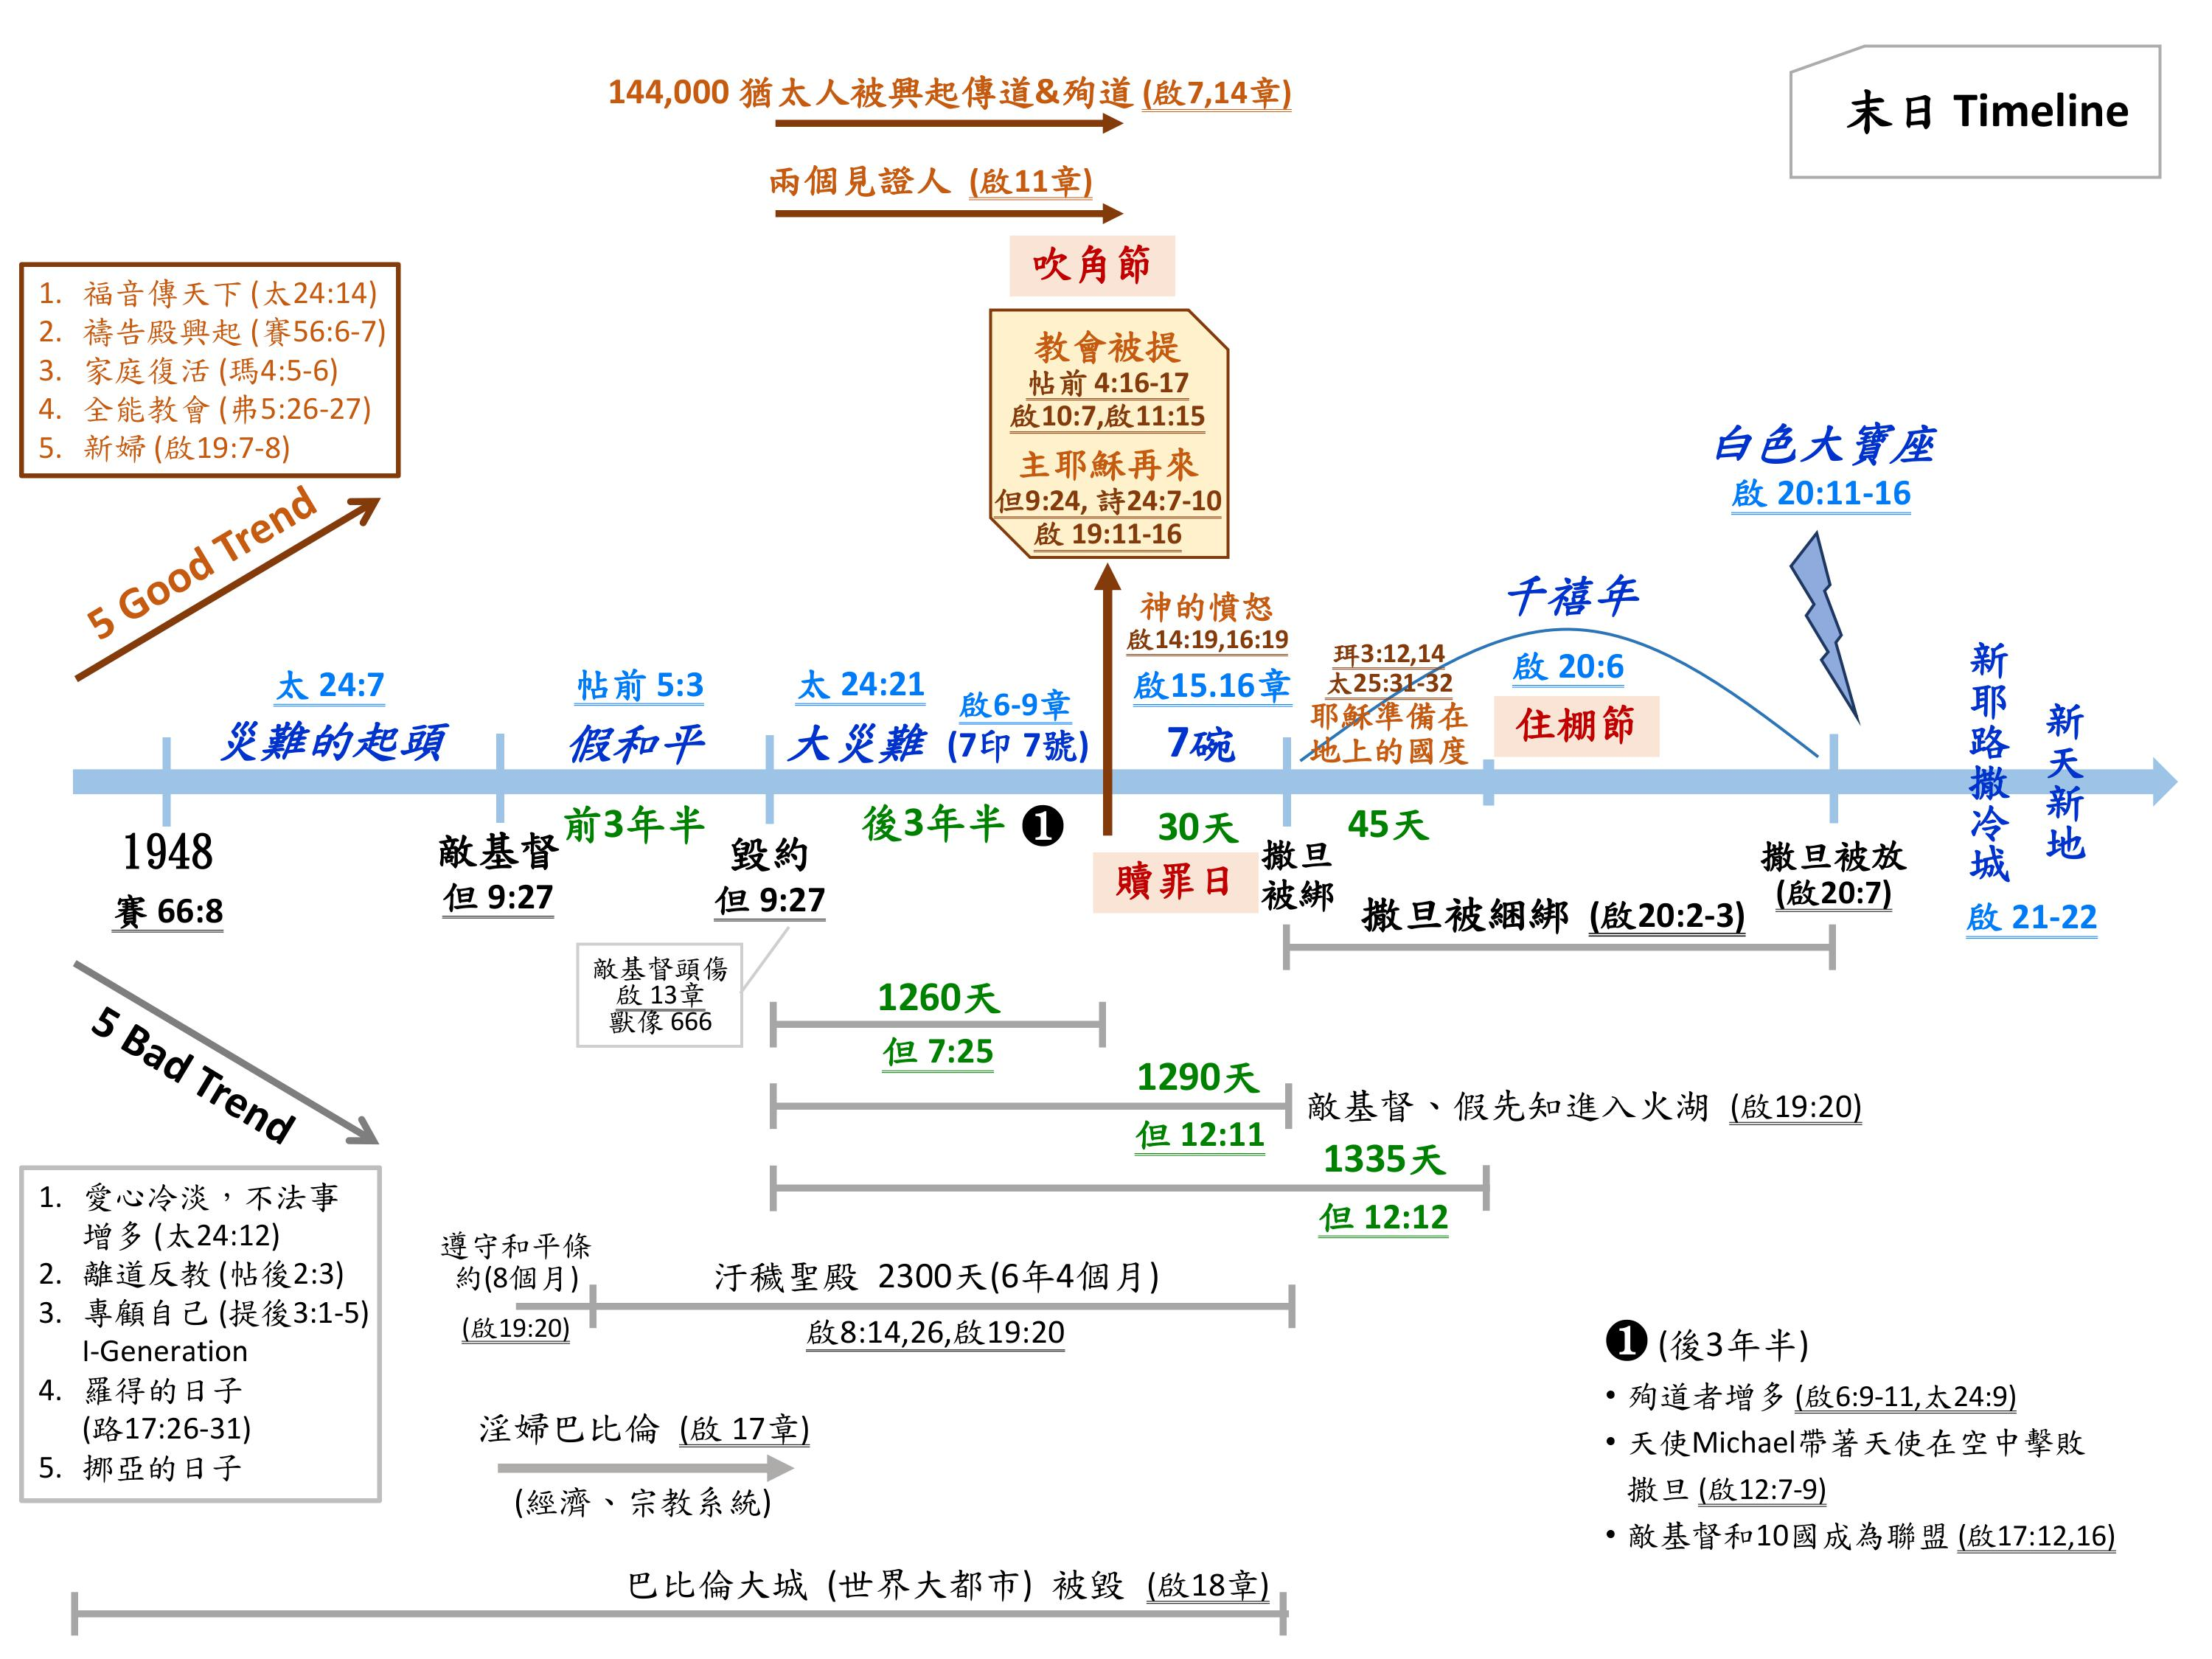 末日 Timeline
144,000 猶太人被興起傳道&殉道 (啟7,14章)
兩個見證人 (啟11章)
吹角節
1. 福音傳天下 (太24:14)
2. 禱告殿興起 (賽56:6-7)
3. 家庭復活 (瑪4:5-6)
4. 全能教會 (弗5:26-27)
5. 新婦 (啟19:7-8)
5 Good Trend
教會被提
帖前 4:16-17
啟10:7,啟11:15
主耶穌再來
但9:24, 詩24:7-10
啟 19:11-16
白色大寶座
啟 20:11-16
太 24:7
災難的起頭
帖前 5:3
假和平
太 24:21
大災難
啟6-9章
(7印 7號)
神的憤怒
啟14:19,16:19
啟15.16章
7碗
珥3:12,14
太25:31-32
耶穌準備在
地上的國度
千禧年
啟 20:6
住棚節
新耶路撒冷城
新天新地
啟 21-22
1948
賽 66:8
敵基督
但 9:27
前3年半
毀約
但 9:27
後3年半 ❶
30天
贖罪日
撒旦
被綁
45天
撒旦被放
(啟20:7)
撒旦被綑綁 (啟20:2-3)
敵基督頭傷
啟 13章
獸像 666
5 Bad Trend
1. 愛心冷淡，不法事
增多 (太24:12)
2. 離道反教 (帖後2:3)
3. 專顧自己 (提後3:1-5)
I-Generation
4. 羅得的日子
(路17:26-31)
5. 挪亞的日子
1260天
但 7:25
1290天
但 12:11
敵基督、假先知進入火湖 (啟19:20)
1335天
但 12:12
遵守和平條
約(8個月)
(啟19:20)
汙穢聖殿 2300天(6年4個月)
啟8:14,26,啟19:20
淫婦巴比倫 (啟 17章)
(經濟、宗教系統)
巴比倫大城 (世界大都市) 被毀 (啟18章)
❶ (後3年半)
• 殉道者增多 (啟6:9-11,太24:9)
• 天使Michael帶著天使在空中擊敗
撒旦 (啟12:7-9)
• 敵基督和10國成為聯盟 (啟17:12,16)